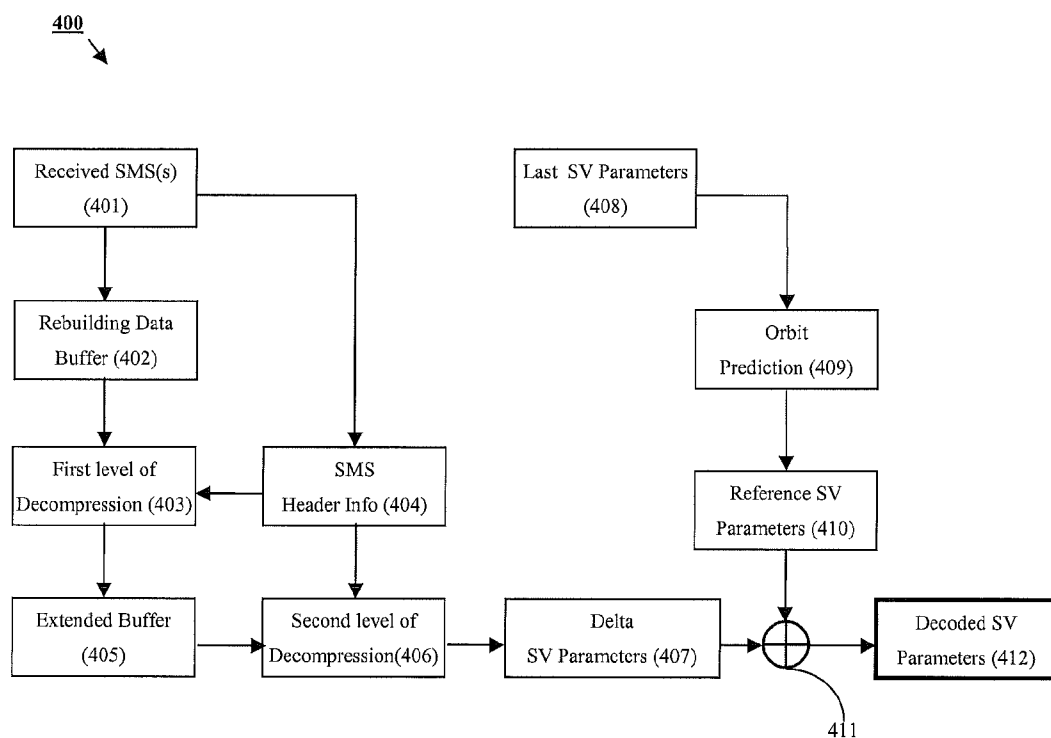 400
Received SMS(s)
(401)
Last SV Parameters
(408)
Rebuilding Data
Buffer (402)
Orbit
Prediction (409)
First level of
Decompression (403)
SMS
Header Info (404)
Reference SV
Parameters (410)
Extended Buffer
(405)
Second level of
Decompression(406)
Delta
SV Parameters (407)
Decoded SV
Parameters (412)
411